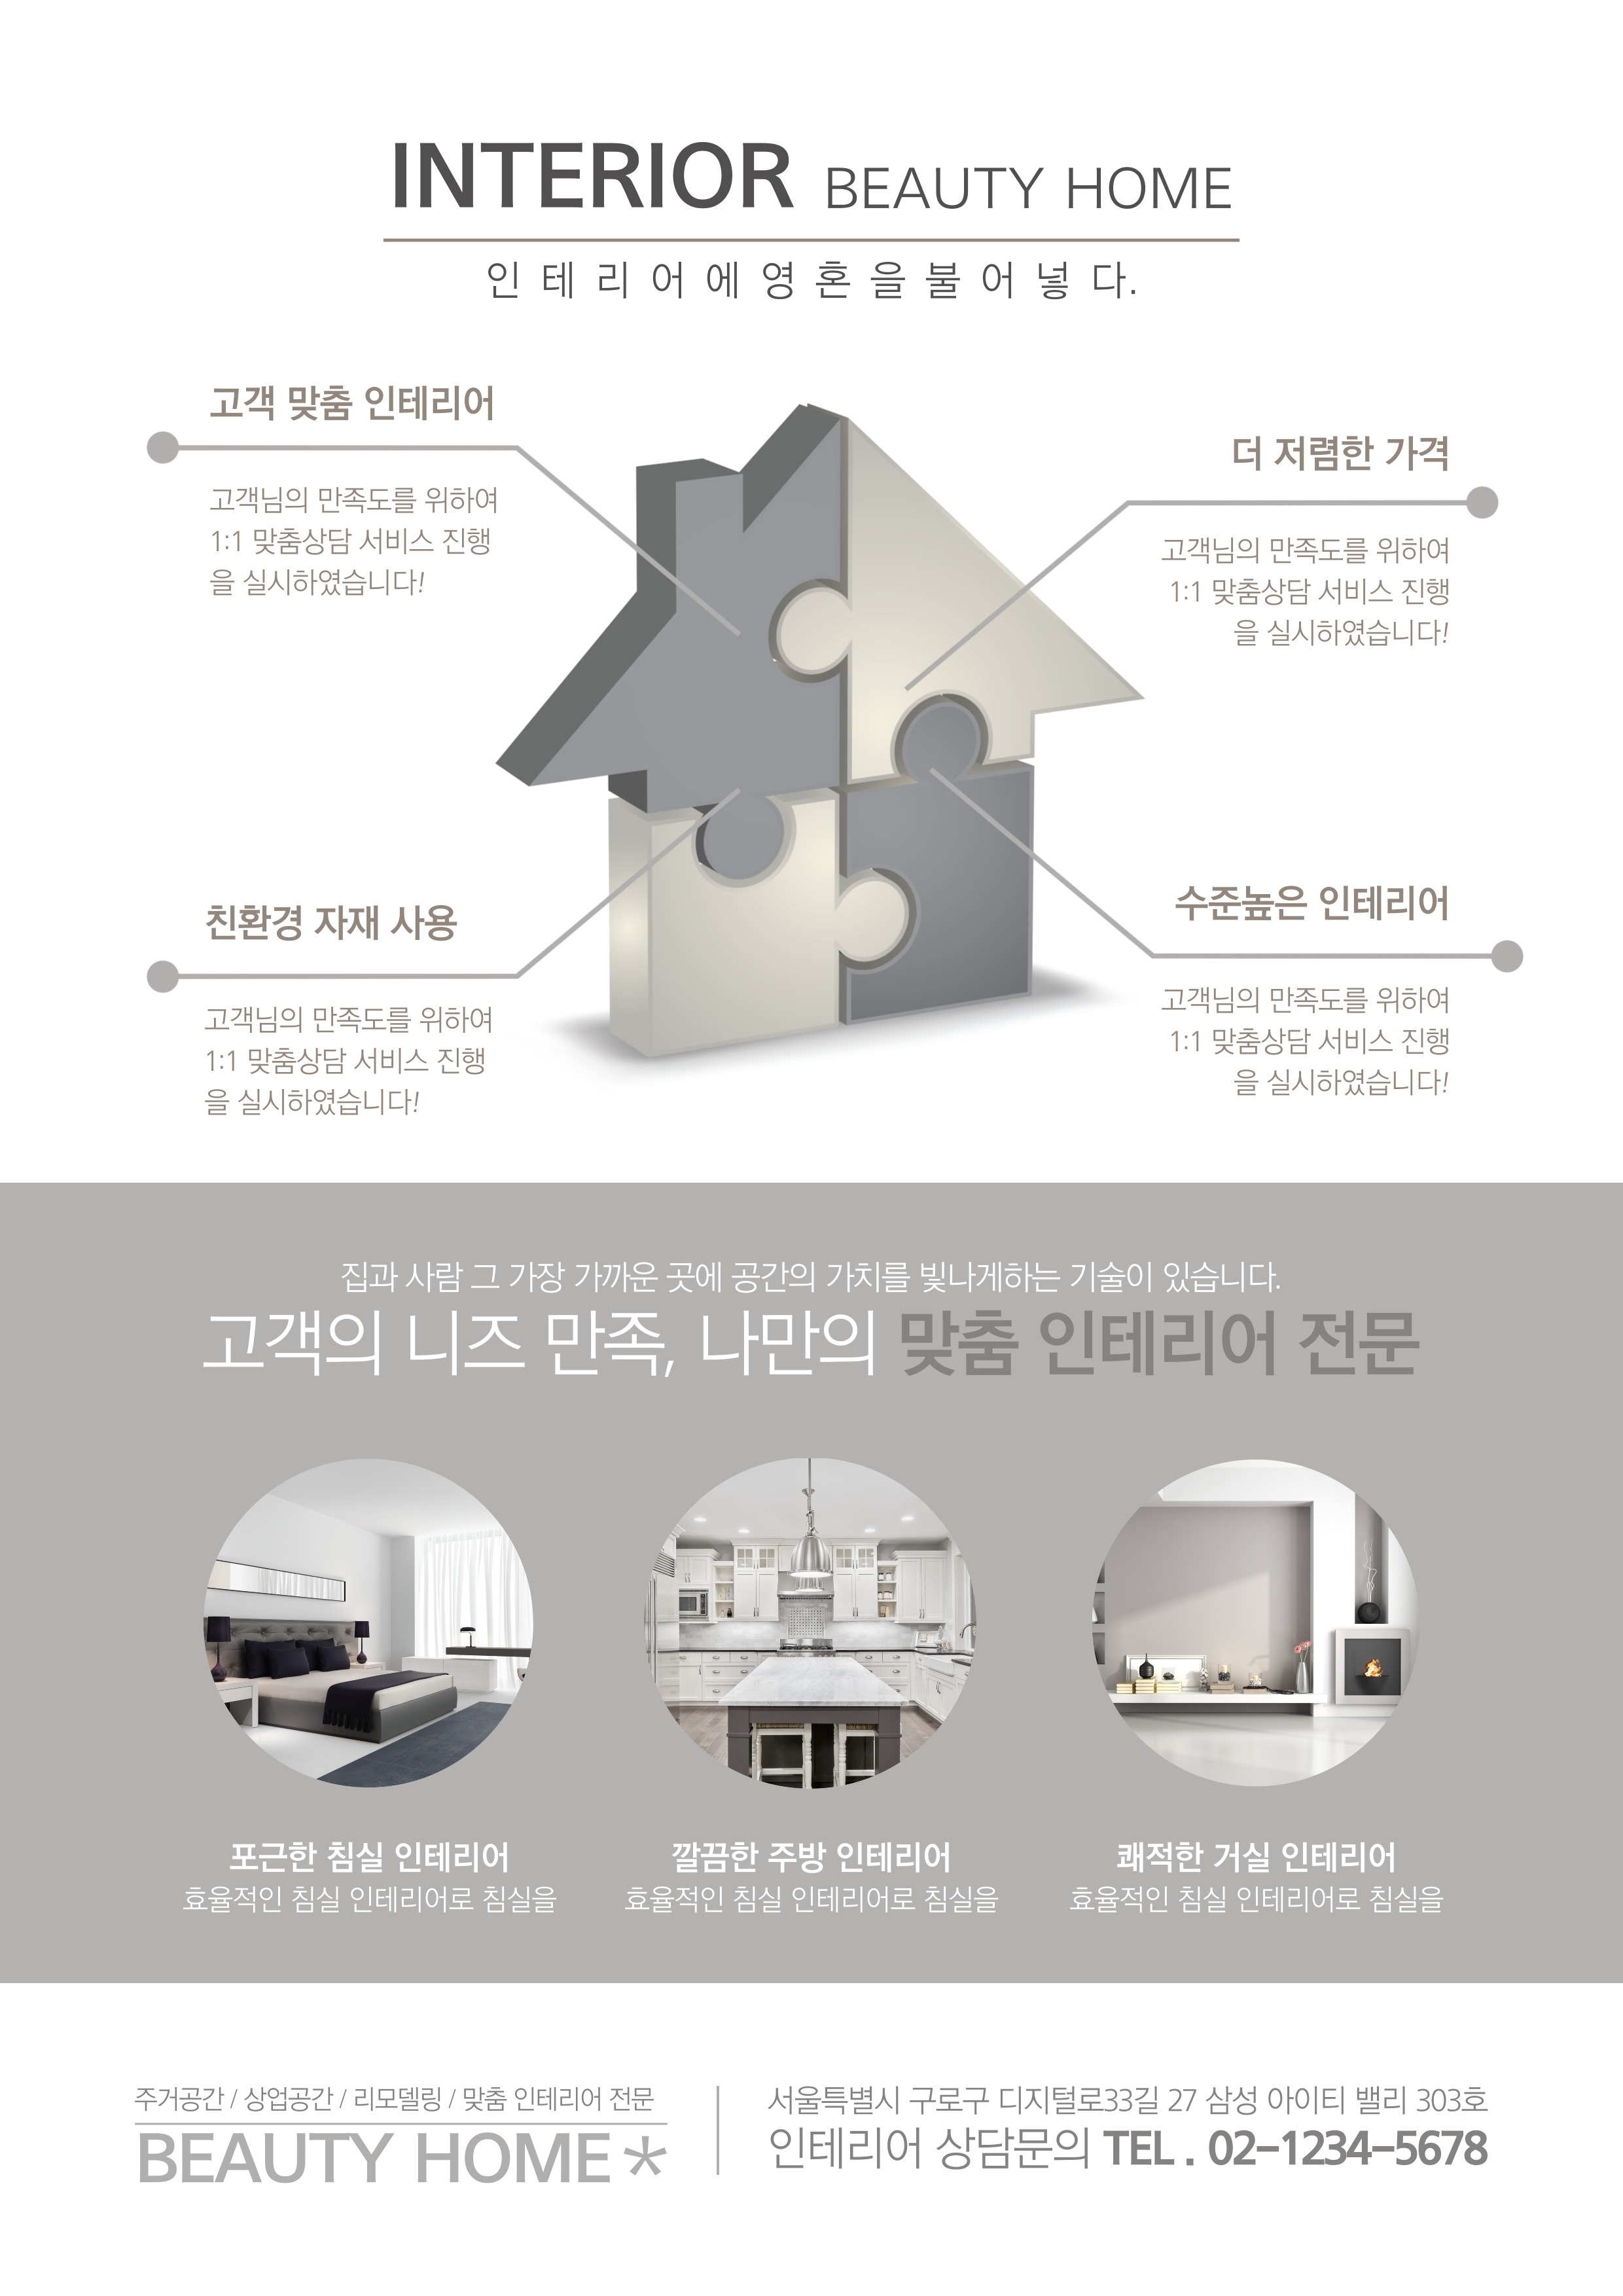 INTERIOR BEAUTY HOME
인테리어에영혼을불어넣다.
고객 맞춤 인테리어
고객님의 만족도를 위하여
1:1 맞춤상담 서비스 진행
을 실시하였습니다!
더 저렴한 가격
고객님의 만족도를 위하여
1:1 맞춤상담 서비스 진행
을 실시하였습니다!
친환경 자재 사용
고객님의 만족도를 위하여
1:1 맞춤상담 서비스 진행
을 실시하였습니다!
수준높은 인테리어
고객님의 만족도를 위하여
1:1 맞춤상담 서비스 진행
을 실시하였습니다!
집과 사람 그 가장 가까운 곳에 공간의 가치를 빛나게하는 기술이 있습니다.
고객의 니즈 만족, 나만의 맞춤 인테리어 전문
포근한 침실 인테리어
효율적인 침실 인테리어로 침실을
깔끔한 주방 인테리어
효율적인 침실 인테리어로 침실을
쾌적한 거실 인테리어
효율적인 침실 인테리어로 침실을
주거공간 / 상업공간 / 리모델링 / 맞춤 인테리어 전문
BEAUTY HOME*
서울특별시 구로구 디지털로33길 27 삼성 아이티 밸리 303호
인테리어 상담문의 TEL . 02-1234-5678